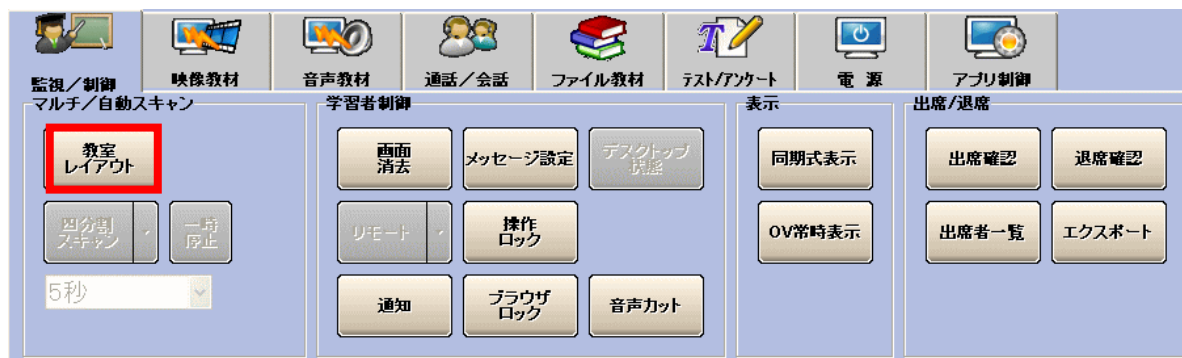 監視／制御
映像教材
音声教材
通話／会話
ファイル教材
テスト/アンケート
電 源
アプリ制御
マルチ／自動スキャン
学習者制御
表示
出席/退席
教室
レイアウト
画面
消去
メッセージ設定
デスクトップ
状態
同期式表示
出席確認
退席確認
四分割
スキャン
一時
停止
リモート
操作
ロック
OV常時表示
出席者一覧
エクスポート
5秒
通知
ブラウザ
ロック
音声カット